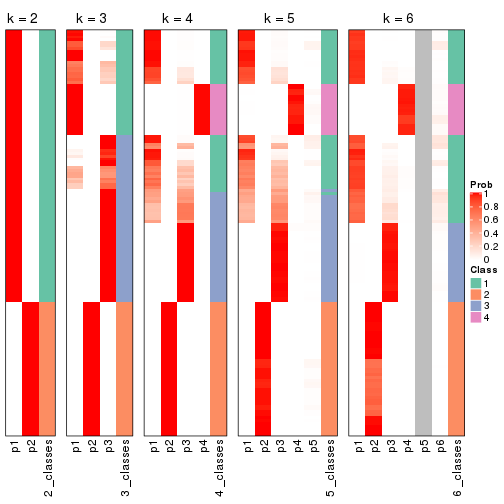 k = 2
k = 3
k = 4
k = 5
k = 6
Prob
1
0.8
0.6
0.4
0.2
0
Class
1
2
3
4
p1
p2
2_classes
p1
p2
p3
3_classes
p1
p2
p3
p4
4_classes
p1
p2
p3
p4
p5
5_classes
p1
p2
p3
p4
p5
p6
6_classes